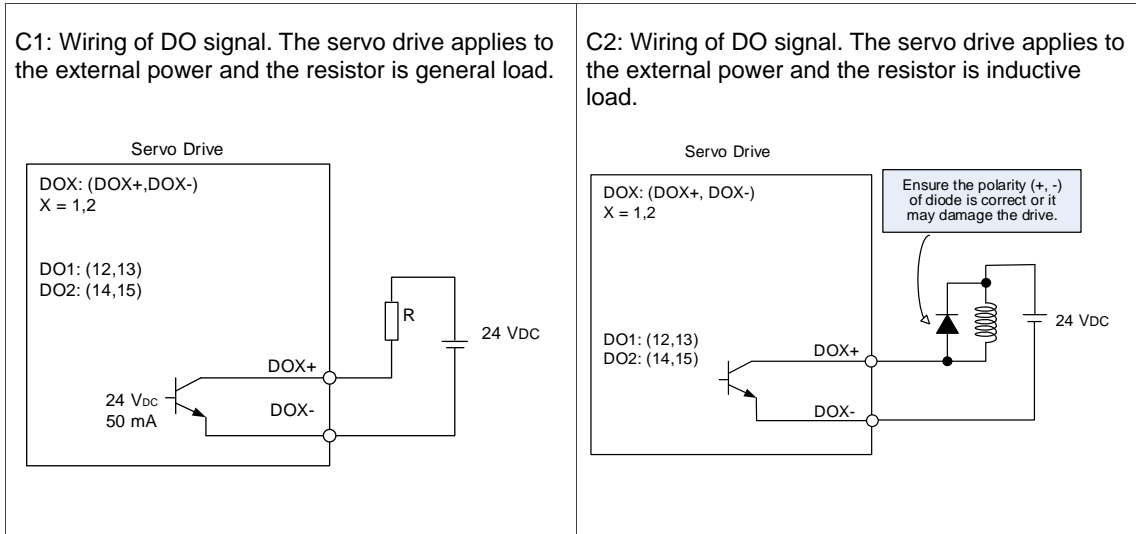 C1: Wiring of DO signal. The servo drive applies to
the external power and the resistor is general load.
Servo Drive
DOX: (DOX+,DOX-)
X = 1,2
DO1: (12,13)
DO2: (14,15)
R
24 VDC
DOX+
24 VDC
50 mA
DOX-
C2: Wiring of DO signal. The servo drive applies to
the external power and the resistor is inductive
load.
Servo Drive
DOX: (DOX+, DOX-)
X = 1,2
Ensure the polarity (+, -)
of diode is correct or it
may damage the drive.
24 VDC
DO1: (12,13)
DO2: (14,15)
DOX+
DOX-